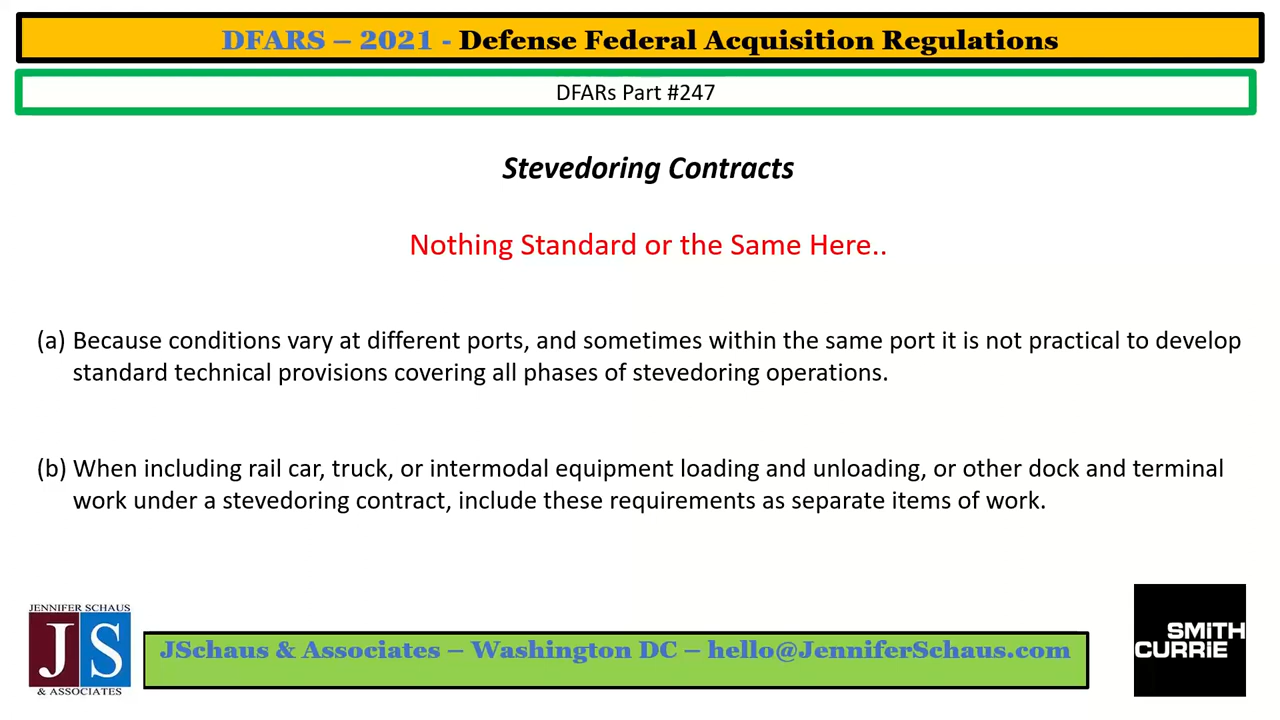 DFARS – 2021 - Defense Federal Acquisition Regulations
DFARs Part #247
Stevedoring Contracts
Nothing Standard or the Same Here..
(a) Because conditions vary at different ports, and sometimes within the same port it is not practical to develop
standard technical provisions covering all phases of stevedoring operations.
(b) When including rail car, truck, or intermodal equipment loading and unloading, or other dock and terminal
work under a stevedoring contract, include these requirements as separate items of work.
JENNIFER SCHAUS
JS
& ASSOCIATES
JSchaus & Associates – Washington DC – hello@JenniferSchaus.com
SMITH
CURRIE